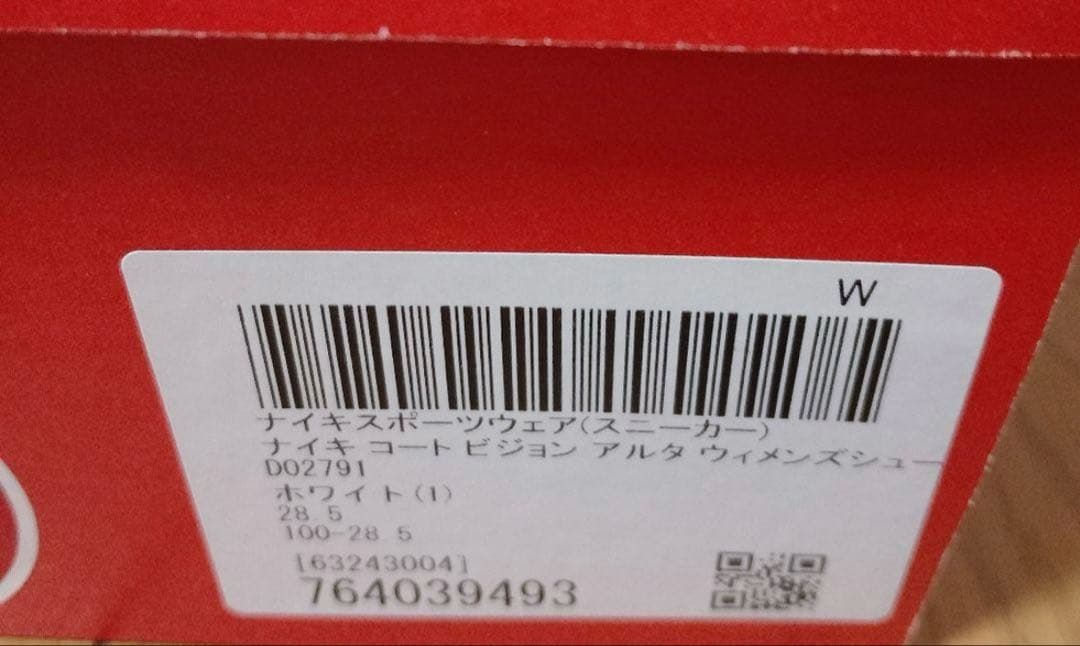 W
ナイキスポーツウェア(スニーカー)
ナイキ コート ビジョン アルタ ウィメンズシュー
DO2791
ホワイト(1)
28.5
100-28.5
[63243004]
764039493